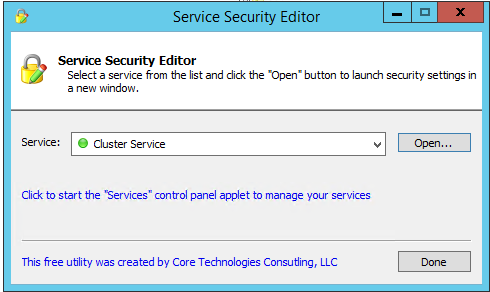 Service Security Editor
Service Security Editor
Select a service from the list and click the "Open" button to launch security settings in
a new window.
Service:
Cluster Service
Open...
Click to start the "Services" control panel applet to manage your services
This free utility was created by Core Technologies Consutling, LLC
Done